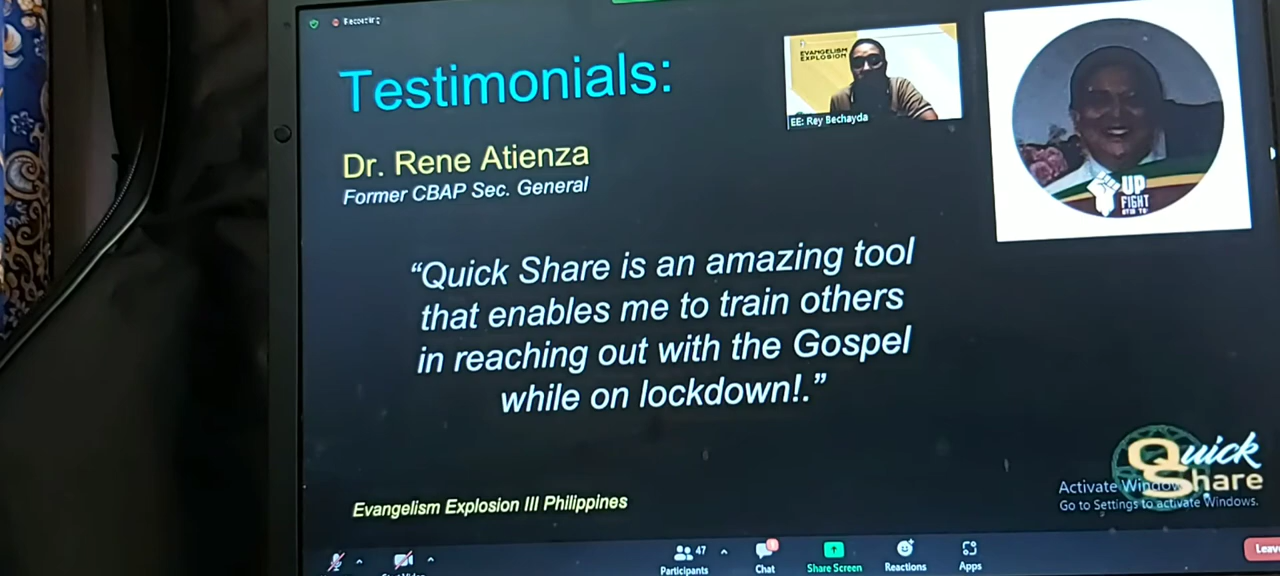 Recording
Testimonials:
EVANGELISM
EXPLOSION
EE: Rey Bechayda
Dr. Rene Atienza
Former CBAP Sec. General
UP
FIGHT
“Quick Share is an amazing tool
that enables me to train others
in reaching out with the Gospel
while on lockdown!.”
Quick
Share
Activate Windows
Go to Settings to activate Windows.
Evangelism Explosion III Philippines
47
Participants
Chat
Share Screen
Reactions
Apps
Leave